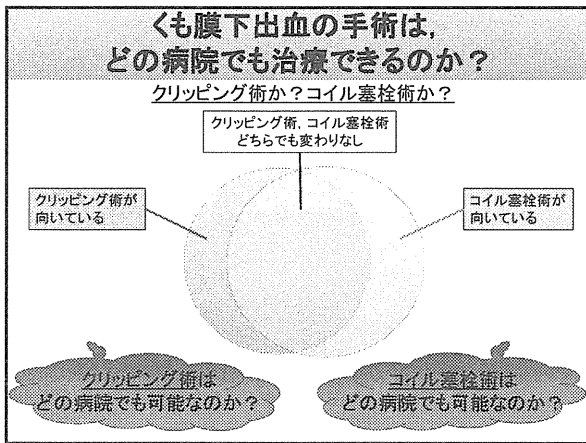 くも膜下出血の手術は,
どの病院でも治療できるのか？
クリッピング術か？コイル塞栓術か？
クリッピング術，コイル塞栓術
どちらでも変わりなし
クリッピング術が
向いている
コイル塞栓術が
向いている
クリッピング術は
どの病院でも可能なのか？
コイル塞栓術は
どの病院でも可能なのか？